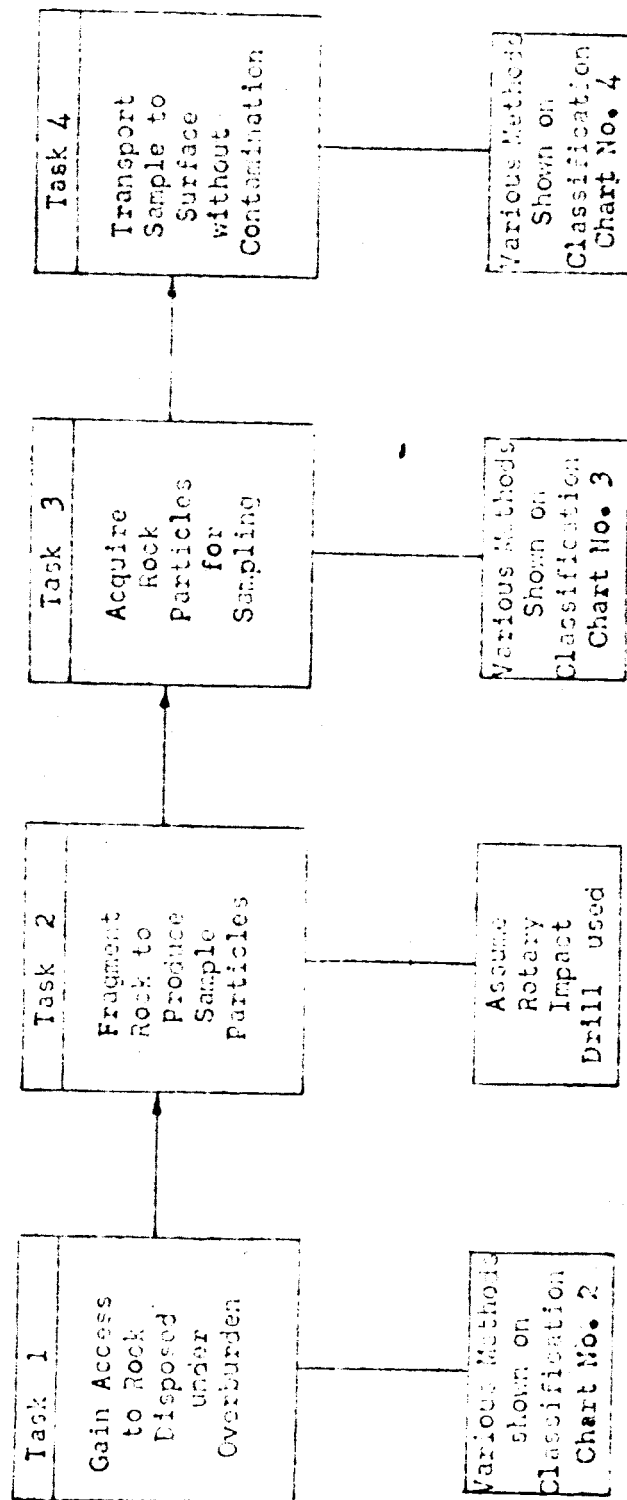 Task 1
Gain Access
to Rock
Disposed
under
Overburden
Various Methods
shown on
Classification
Chart No. 2
Task 2
Fragment
Rock to
Produce
Sample
Particles
Assume
Rotary
Impact
Drill used
Task 3
Acquire
Rock
Particles
for
Sampling
Various Methods
Shown on
Classification
Chart No. 3
Task 4
Transport
Sample to
Surface
without
Contamination
Various Methods
Shown on
Classification
Chart No. 4